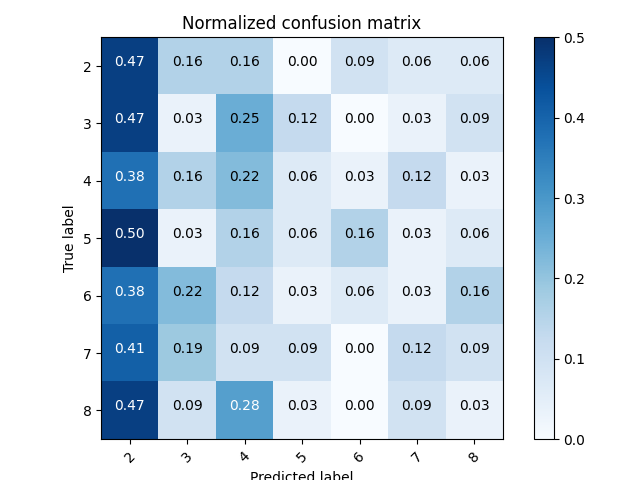 Normalized confusion matrix
2 0.47 0.16 0.16 0.00 0.09 0.06 0.06
3 0.47 0.03 0.25 0.12 0.00 0.03 0.09
4 0.38 0.16 0.22 0.06 0.03 0.12 0.03
5 0.50 0.03 0.16 0.06 0.16 0.03 0.06
6 0.38 0.22 0.12 0.03 0.06 0.03 0.16
7 0.41 0.19 0.09 0.09 0.00 0.12 0.09
8 0.47 0.09 0.28 0.03 0.00 0.09 0.03
2 3 4 5 6 7 8
True label
Predicted label
0.5
0.4
0.3
0.2
0.1
0.0